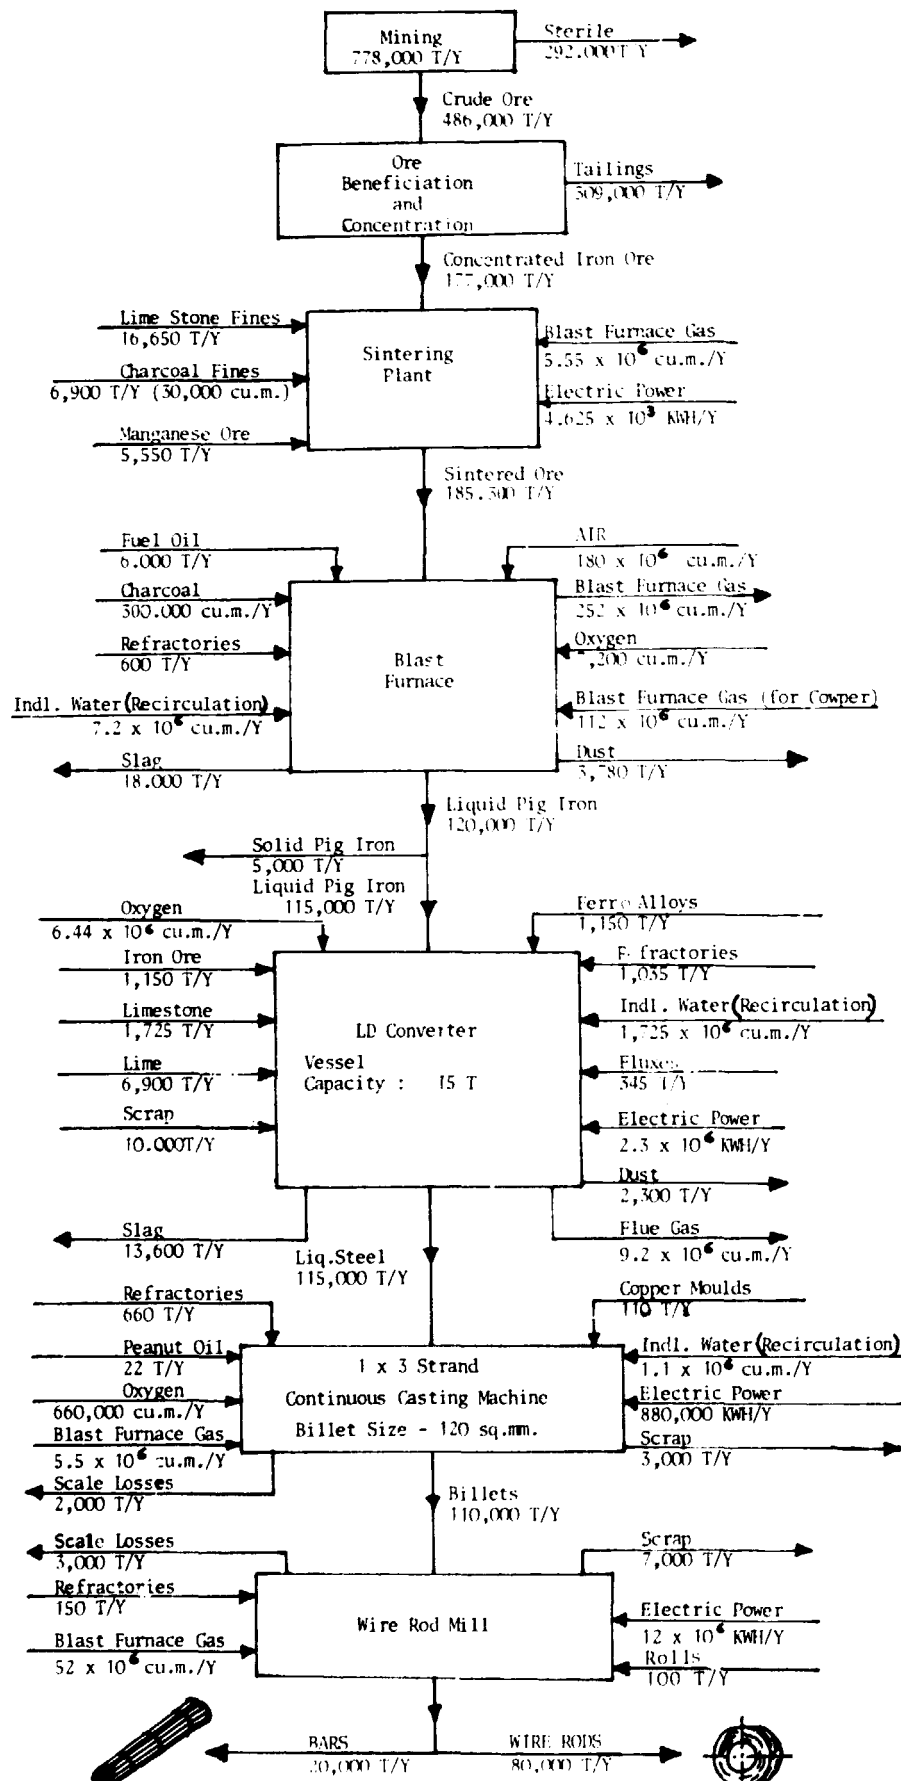 Mining
778,000 T/Y
Sterile
292.000T Y
Crude Ore
486,000 T/Y
Ore
Beneficiation
and
Concentration
Tailings
309,000 T/Y
Concentrated Iron Ore
177,000 T/Y
Lime Stone Fines
16,650 T/Y
Charcoal Fines
6,900 T/Y (30,000 cu.m.)
Manganese Ore
5,550 T/Y
Sintering
Plant
Blast Furnace Gas
5.55 x 10⁶ cu.m./Y
Electric Power
4.625 x 10³ KWH/Y
Sintered Ore
185.300 T/Y
Fuel Oil
6.000 T/Y
Charcoal
300.000 cu.m./Y
Refractories
600 T/Y
Indl. Water(Recirculation)
7.2 x 10⁶ cu.m./Y
Slag
18.000 T/Y
Blast
Furnace
AIR
180 x 10⁶ cu.m./Y
Blast Furnace Gas
252 x 10⁶ cu.m./Y
Oxygen
,200 cu.m./Y
Blast Furnace Gas (for Cowper)
112 x 10⁶ cu.m./Y
Dust
3,780 T/Y
Liquid Pig Iron
120,000 T/Y
Solid Pig Iron
5,000 T/Y
Liquid Pig Iron
115,000 T/Y
Oxygen
6.44 x 10⁶ cu.m./Y
Iron Ore
1,150 T/Y
Limestone
1,725 T/Y
Lime
6,900 T/Y
Scrap
10.000T/Y
LD Converter
Vessel
Capacity : 15 T
Ferro Alloys
1,150 T/Y
Refractories
1,035 T/Y
Indl. Water(Recirculation)
1,725 x 10⁶ cu.m./Y
Fluxes
345 T/Y
Electric Power
2.3 x 10⁶ KWH/Y
Dust
2,300 T/Y
Slag
13,600 T/Y
Liq.Steel
115,000 T/Y
Flue Gas
9.2 x 10⁶ cu.m./Y
Refractories
660 T/Y
Peanut Oil
22 T/Y
Oxygen
660,000 cu.m./Y
Blast Furnace Gas
5.5 x 10⁶ cu.m./Y
Scale Losses
2,000 T/Y
1 x 3 Strand
Continuous Casting Machine
Billet Size - 120 sq.mm.
Copper Moulds
110 T/Y
Indl. Water(Recirculation)
1.1 x 10⁶ cu.m./Y
Electric Power
880,000 KWH/Y
Scrap
3,000 T/Y
Billets
110,000 T/Y
Scale Losses
3,000 T/Y
Refractories
150 T/Y
Blast Furnace Gas
52 x 10⁶ cu.m./Y
Wire Rod Mill
Scrap
7,000 T/Y
Electric Power
12 x 10⁶ KWH/Y
Rolls
100 T/Y
BARS
20,000 T/Y
WIRE RODS
80,000 T/Y